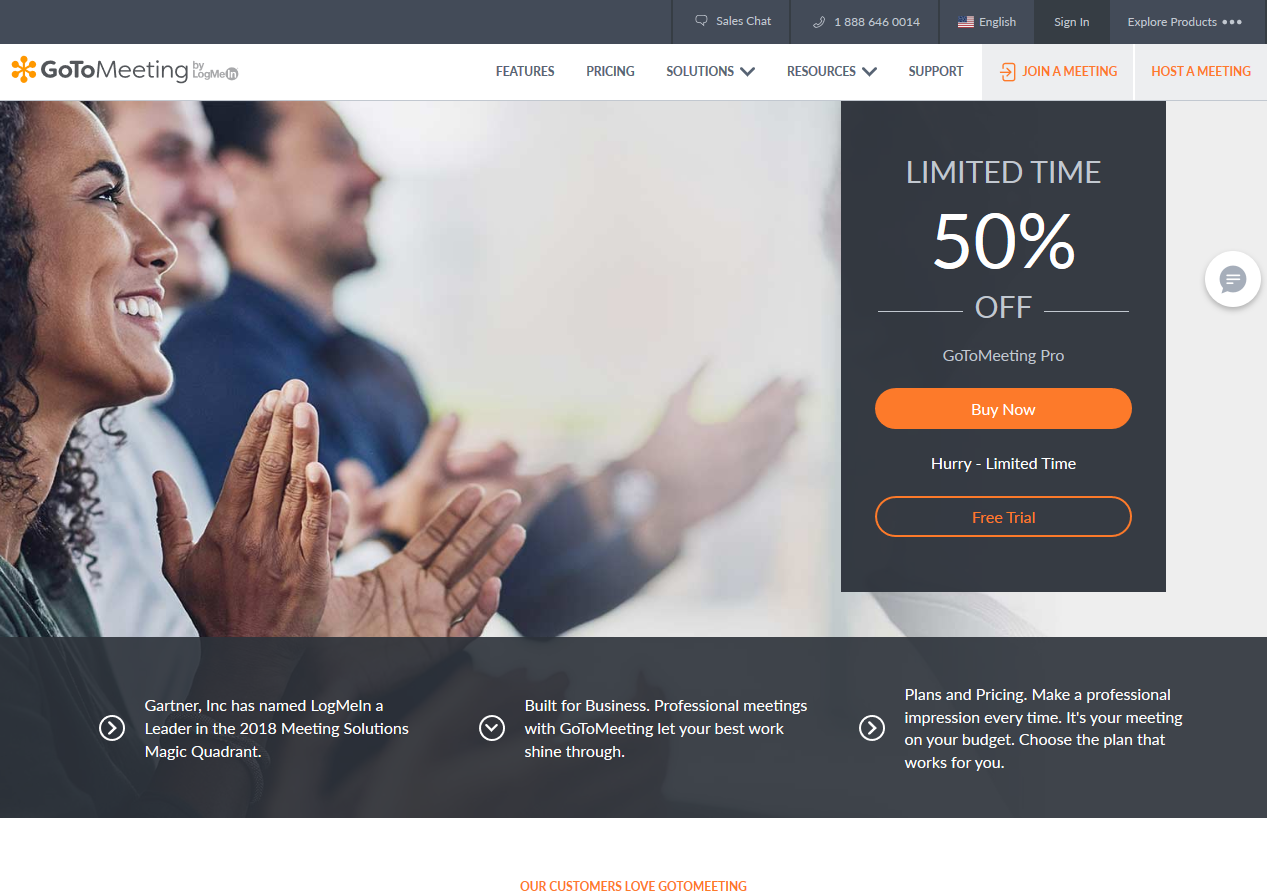 Sales Chat
1 888 646 0014
English
Sign In
Explore Products
GoToMeeting by LogMeIn
FEATURES
PRICING
SOLUTIONS
RESOURCES
SUPPORT
JOIN A MEETING
HOST A MEETING
LIMITED TIME
50%
OFF
GoToMeeting Pro
Buy Now
Hurry - Limited Time
Free Trial
Gartner, Inc has named LogMeIn a
Leader in the 2018 Meeting Solutions
Magic Quadrant.
Built for Business. Professional meetings
with GoToMeeting let your best work
shine through.
Plans and Pricing. Make a professional
impression every time. It's your meeting
on your budget. Choose the plan that
works for you.
OUR CUSTOMERS LOVE GOTOMEETING